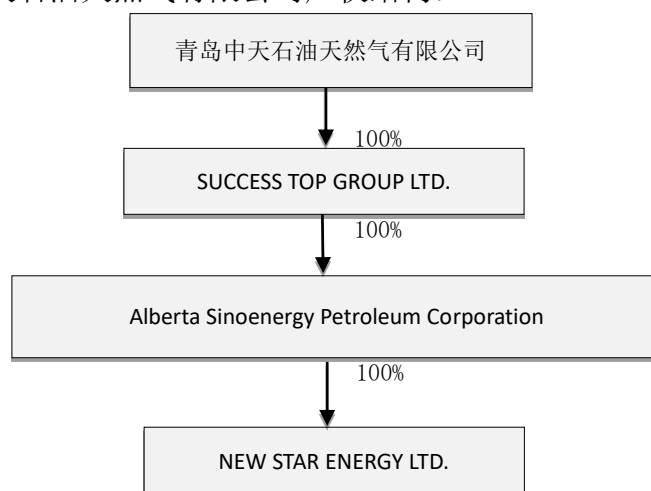 青岛中天石油天然气有限公司
100%
SUCCESS TOP GROUP LTD.
100%
Alberta Sinoenergy Petroleum Corporation
100%
NEW STAR ENERGY LTD.